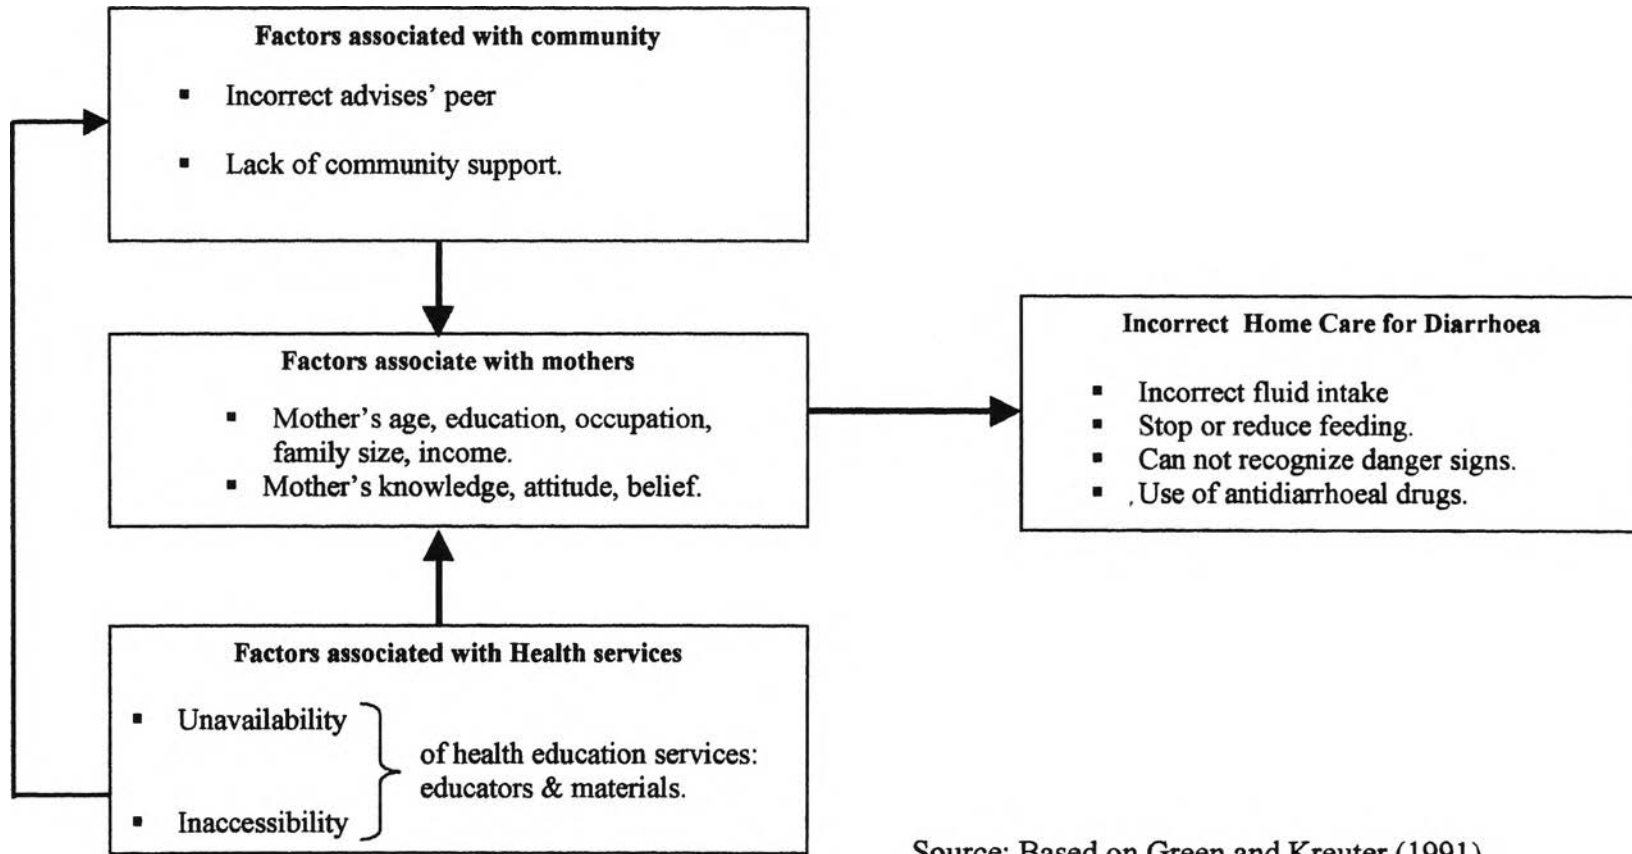 Factors associated with community
▪ Incorrect advises’ peer
▪ Lack of community support.
Factors associate with mothers
▪ Mother’s age, education, occupation,
family size, income.
▪ Mother’s knowledge, attitude, belief.
Incorrect Home Care for Diarrhoea
▪ Incorrect fluid intake
▪ Stop or reduce feeding.
▪ Can not recognize danger signs.
▪ Use of antidiarrhoeal drugs.
Factors associated with Health services
▪ Unavailability
of health education services:
educators & materials.
▪ Inaccessibility
Source: Based on Green and Kreuter (1991)